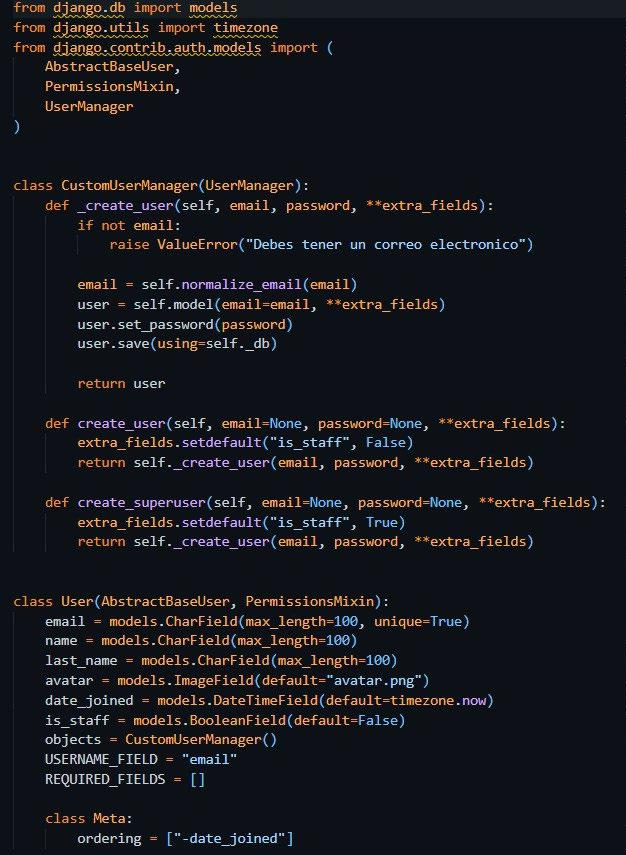 from django.db import models
from django.utils import timezone
from django.contrib.auth.models import (
    AbstractBaseUser,
    PermissionsMixin,
    UserManager
)
class CustomUserManager(UserManager):
    def _create_user(self, email, password, **extra_fields):
        if not email:
            raise ValueError("Debes tener un correo electronico")
        email = self.normalize_email(email)
        user = self.model(email=email, **extra_fields)
        user.set_password(password)
        user.save(using=self._db)
        return user
    def create_user(self, email=None, password=None, **extra_fields):
        extra_fields.setdefault("is_staff", False)
        return self._create_user(email, password, **extra_fields)
    def create_superuser(self, email=None, password=None, **extra_fields):
        extra_fields.setdefault("is_staff", True)
        return self._create_user(email, password, **extra_fields)
class User(AbstractBaseUser, PermissionsMixin):
    email = models.CharField(max_length=100, unique=True)
    name = models.CharField(max_length=100)
    last_name = models.CharField(max_length=100)
    avatar = models.ImageField(default="avatar.png")
    date_joined = models.DateTimeField(default=timezone.now)
    is_staff = models.BooleanField(default=False)
    objects = CustomUserManager()
    USERNAME_FIELD = "email"
    REQUIRED_FIELDS = []
    class Meta:
        ordering = ["-date_joined"]